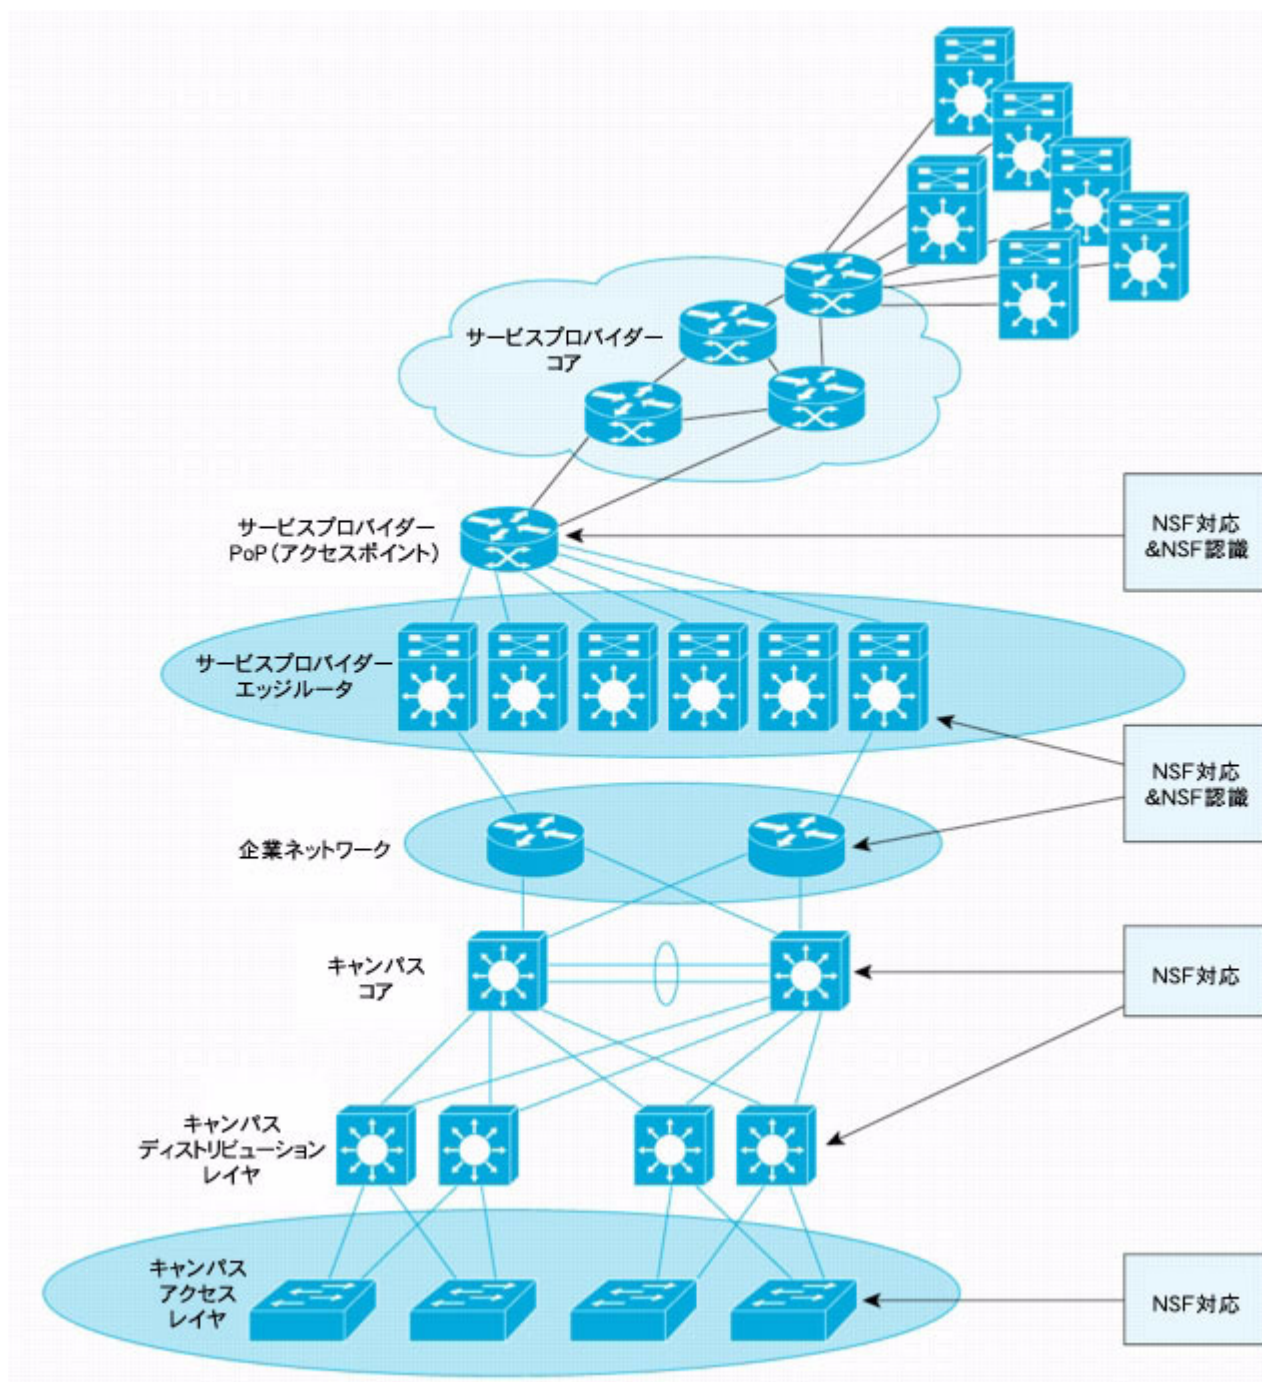 サービスプロバイダー
コア
サービスプロバイダー
PoP(アクセスポイント)
NSF対応
&NSF認識
サービスプロバイダー
エッジルータ
NSF対応
&NSF認識
企業ネットワーク
キャンパス
コア
NSF対応
キャンパス
ディストリビューション
レイヤ
キャンパス
アクセス
レイヤ
NSF対応